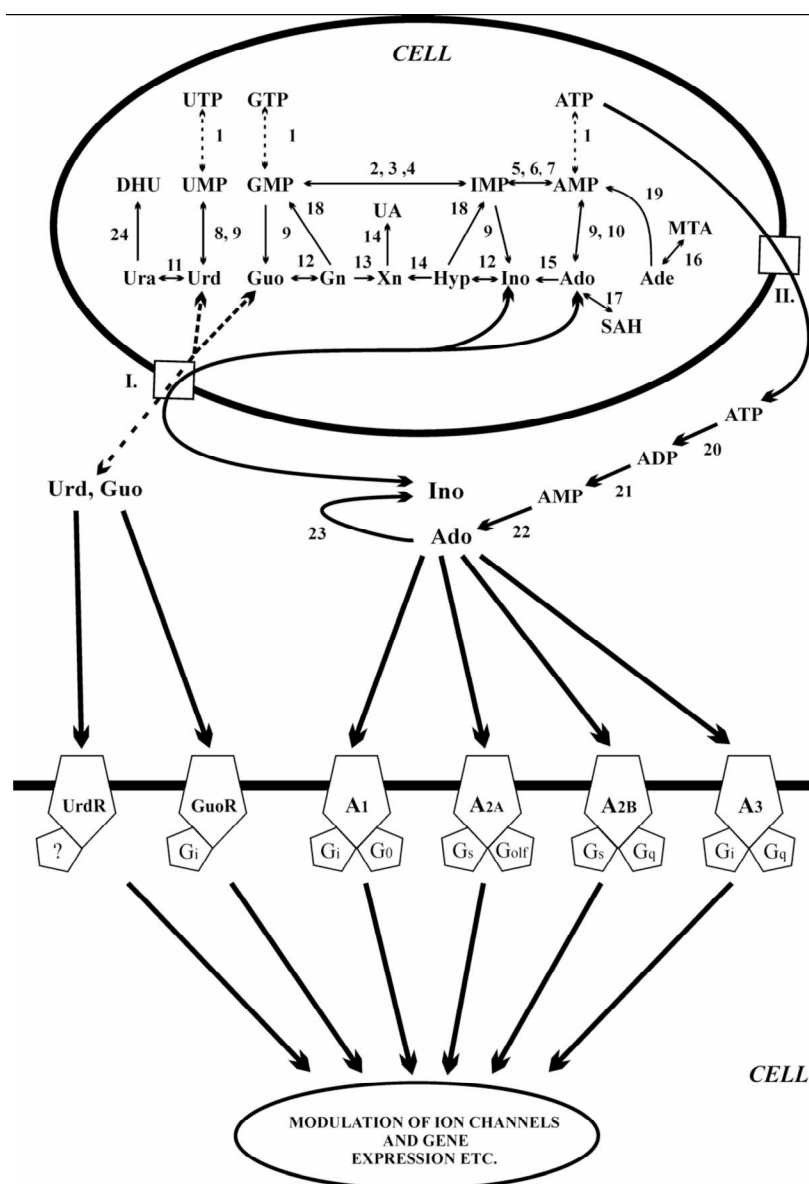 CELL
UTP GTP ATP
1 1 1
2, 3 ,4 5, 6, 7
DHU UMP GMP IMP AMP 19
UA MTA
24 8, 9 9 18 14 18 9 9, 10 16
11 12 13 14 12 15
Ura Urd Guo Gn Xn Hyp Ino Ado Ade
17
SAH
II.
I.
ATP
20
ADP
21
Urd, Guo Ino AMP
22
23 Ado
UrdR GuoR A1 A2A A2B A3
? Gi Gi G0 Gs Golf Gs Gq Gi Gq
CELL
MODULATION OF ION CHANNELS
AND GENE
EXPRESSION ETC.